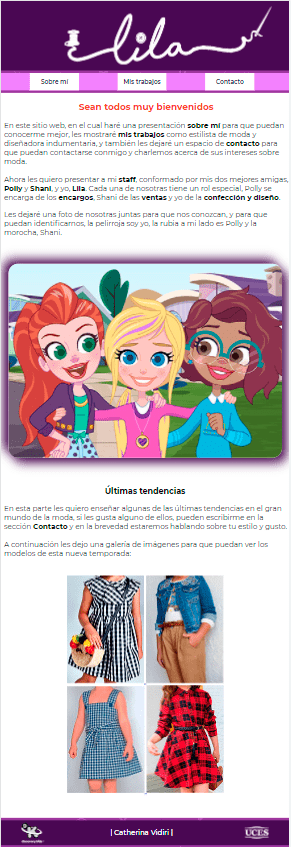 Lila
Sobre mí
Mis trabajos
Contacto
Sean todos muy bienvenidos
En este sitio web, en el cual haré una presentación sobre mí para que puedan
conocerme mejor, les mostraré mis trabajos como estilista de moda y
diseñadora indumentaria, y también les dejaré un espacio de contacto para
que puedan contactarse conmigo y charlemos acerca de sus intereses sobre
moda.
Ahora les quiero presentar a mi staff, conformado por mis dos mejores amigas,
Polly y Shani, y yo, Lila. Cada una de nosotras tiene un rol especial, Polly se
encarga de los encargos, Shani de las ventas y yo de la confección y diseño.
Les dejaré una foto de nosotras juntas para que nos conozcan, y para que
puedan identificarnos, la pelirroja soy yo, la rubia a mi lado es Polly y la
morocha, Shani.
Últimas tendencias
En esta parte les quiero enseñar algunas de las últimas tendencias en el gran
mundo de la moda, si les gusta alguno de ellos, pueden escribirme en la
sección Contacto y en la brevedad estaremos hablando sobre tu estilo y gusto.
A continuación les dejo una galería de imágenes para que puedan ver los
modelos de esta nueva temporada:
| Catherina Vidiri |
UCES